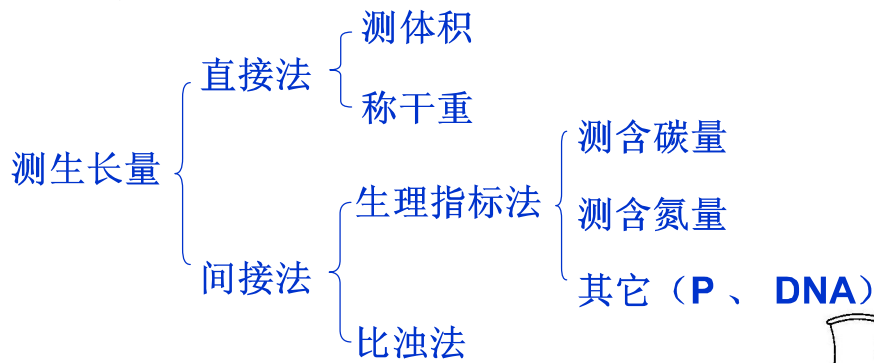 测体积
直接法
称干重
测含碳量
测生长量
生理指标法
测含氮量
间接法
其它（P 、 DNA）
比浊法